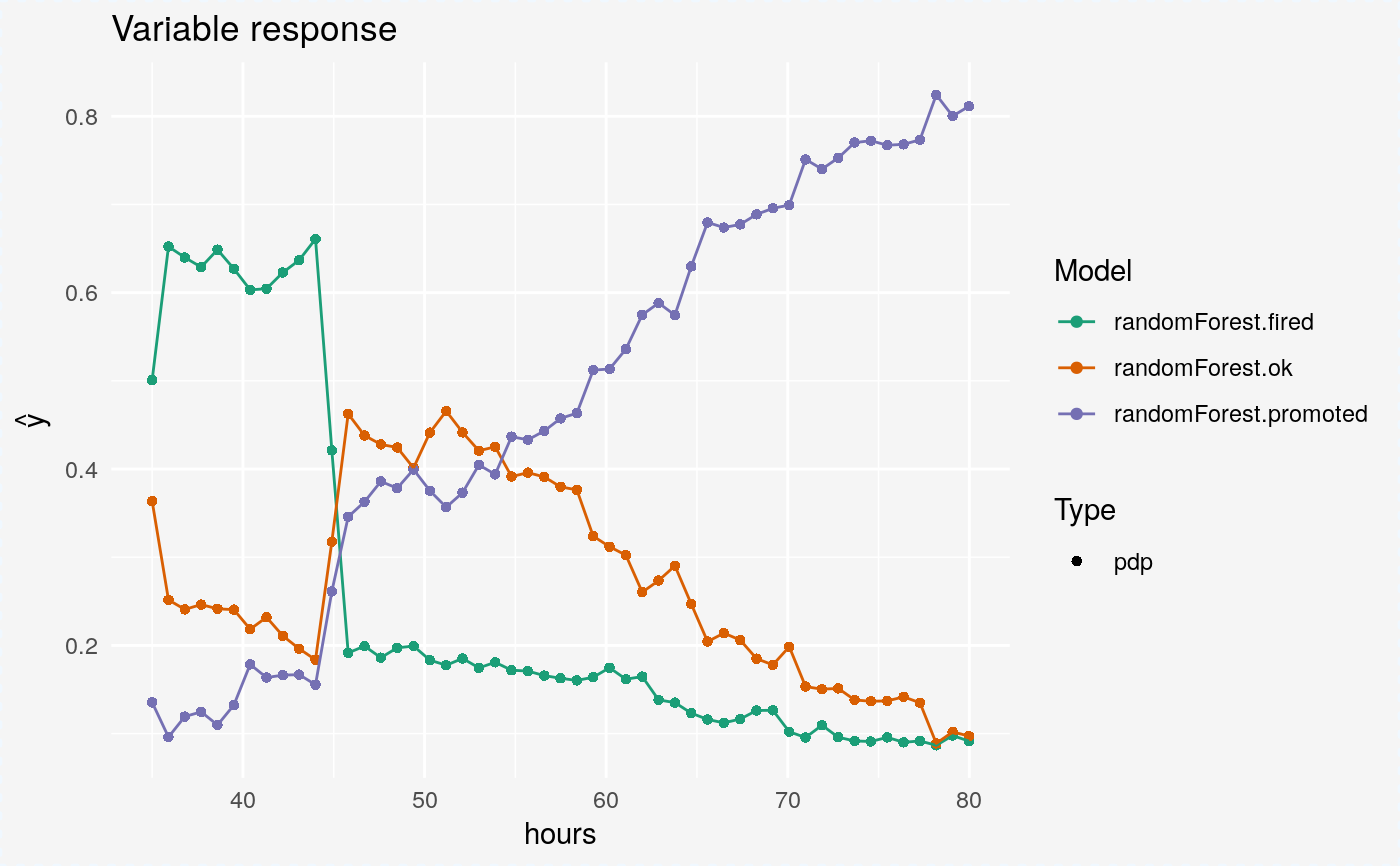 Variable response
0.8
0.6
0.4
0.2
ŷ
40 50 60 70 80
hours
Model
randomForest.fired
randomForest.ok
randomForest.promoted
Type
pdp